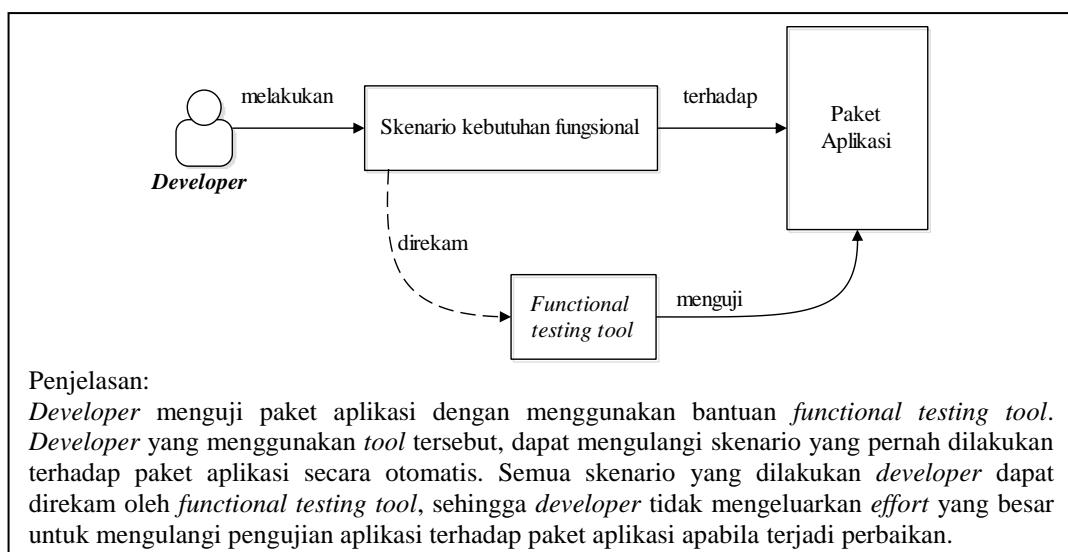 melakukan
Skenario kebutuhan fungsional
terhadap
Paket
Aplikasi
Developer
direkam
Functional
testing tool
menguji
Penjelasan:
Developer menguji paket aplikasi dengan menggunakan bantuan functional testing tool.
Developer yang menggunakan tool tersebut, dapat mengulangi skenario yang pernah dilakukan
terhadap paket aplikasi secara otomatis. Semua skenario yang dilakukan developer dapat
direkam oleh functional testing tool, sehingga developer tidak mengeluarkan effort yang besar
untuk mengulangi pengujian aplikasi terhadap paket aplikasi apabila terjadi perbaikan.